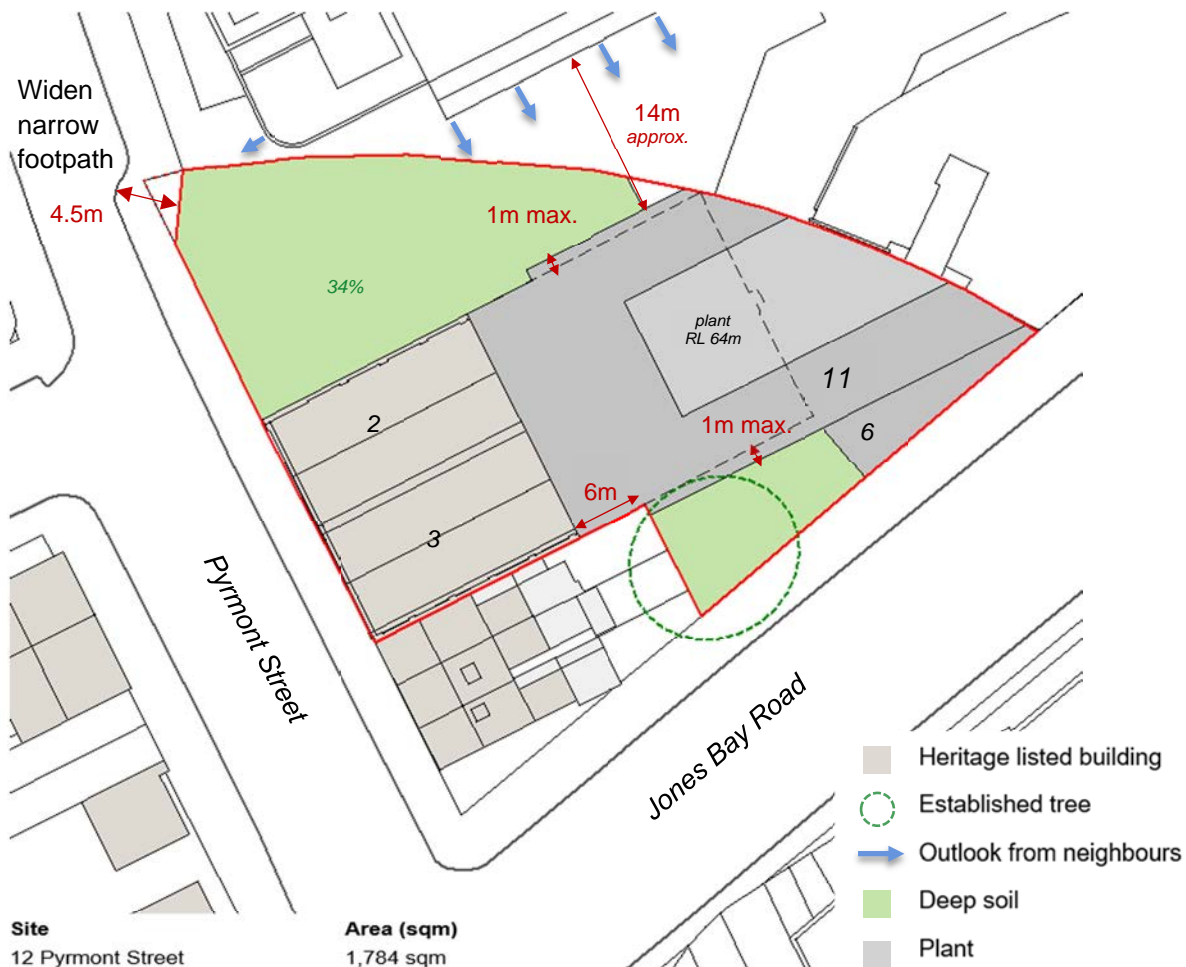 Widen
narrow
footpath
4.5m
14m
approx.
1m max.
34%
plant
RL 64m
2
11
1m max.
6
6m
3
Pyrmont Street
Jones Bay Road
Heritage listed building
Established tree
Outlook from neighbours
Deep soil
Plant
Site
Area (sqm)
12 Pyrmont Street
1,784 sqm